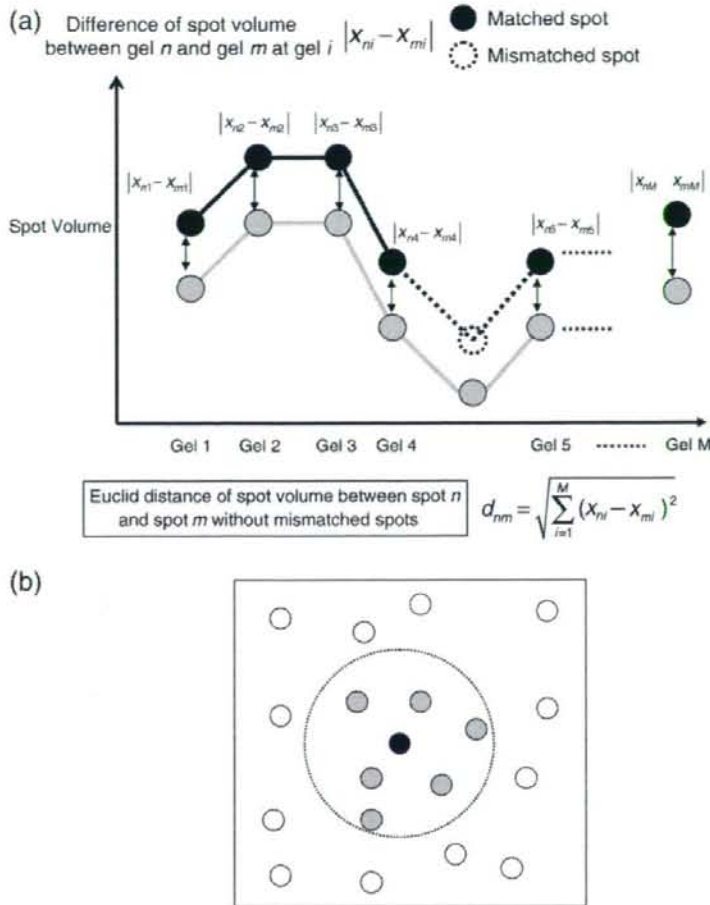 (a) Difference of spot volume
between gel n and gel m at gel i |x_ni − x_mi|
Matched spot
Mismatched spot
|x_n2 − x_m2| |x_n3 − x_m3|
|x_n1 − x_m1|
|x_nM x_mM|
Spot Volume
|x_n4 − x_m4| |x_n5 − x_m5|
Gel 1 Gel 2 Gel 3 Gel 4 Gel 5 ........ Gel M
Euclid distance of spot volume between spot n
and spot m without mismatched spots
d_nm = √(∑_{i=1}^{M} (x_ni − x_mi)²)
(b)